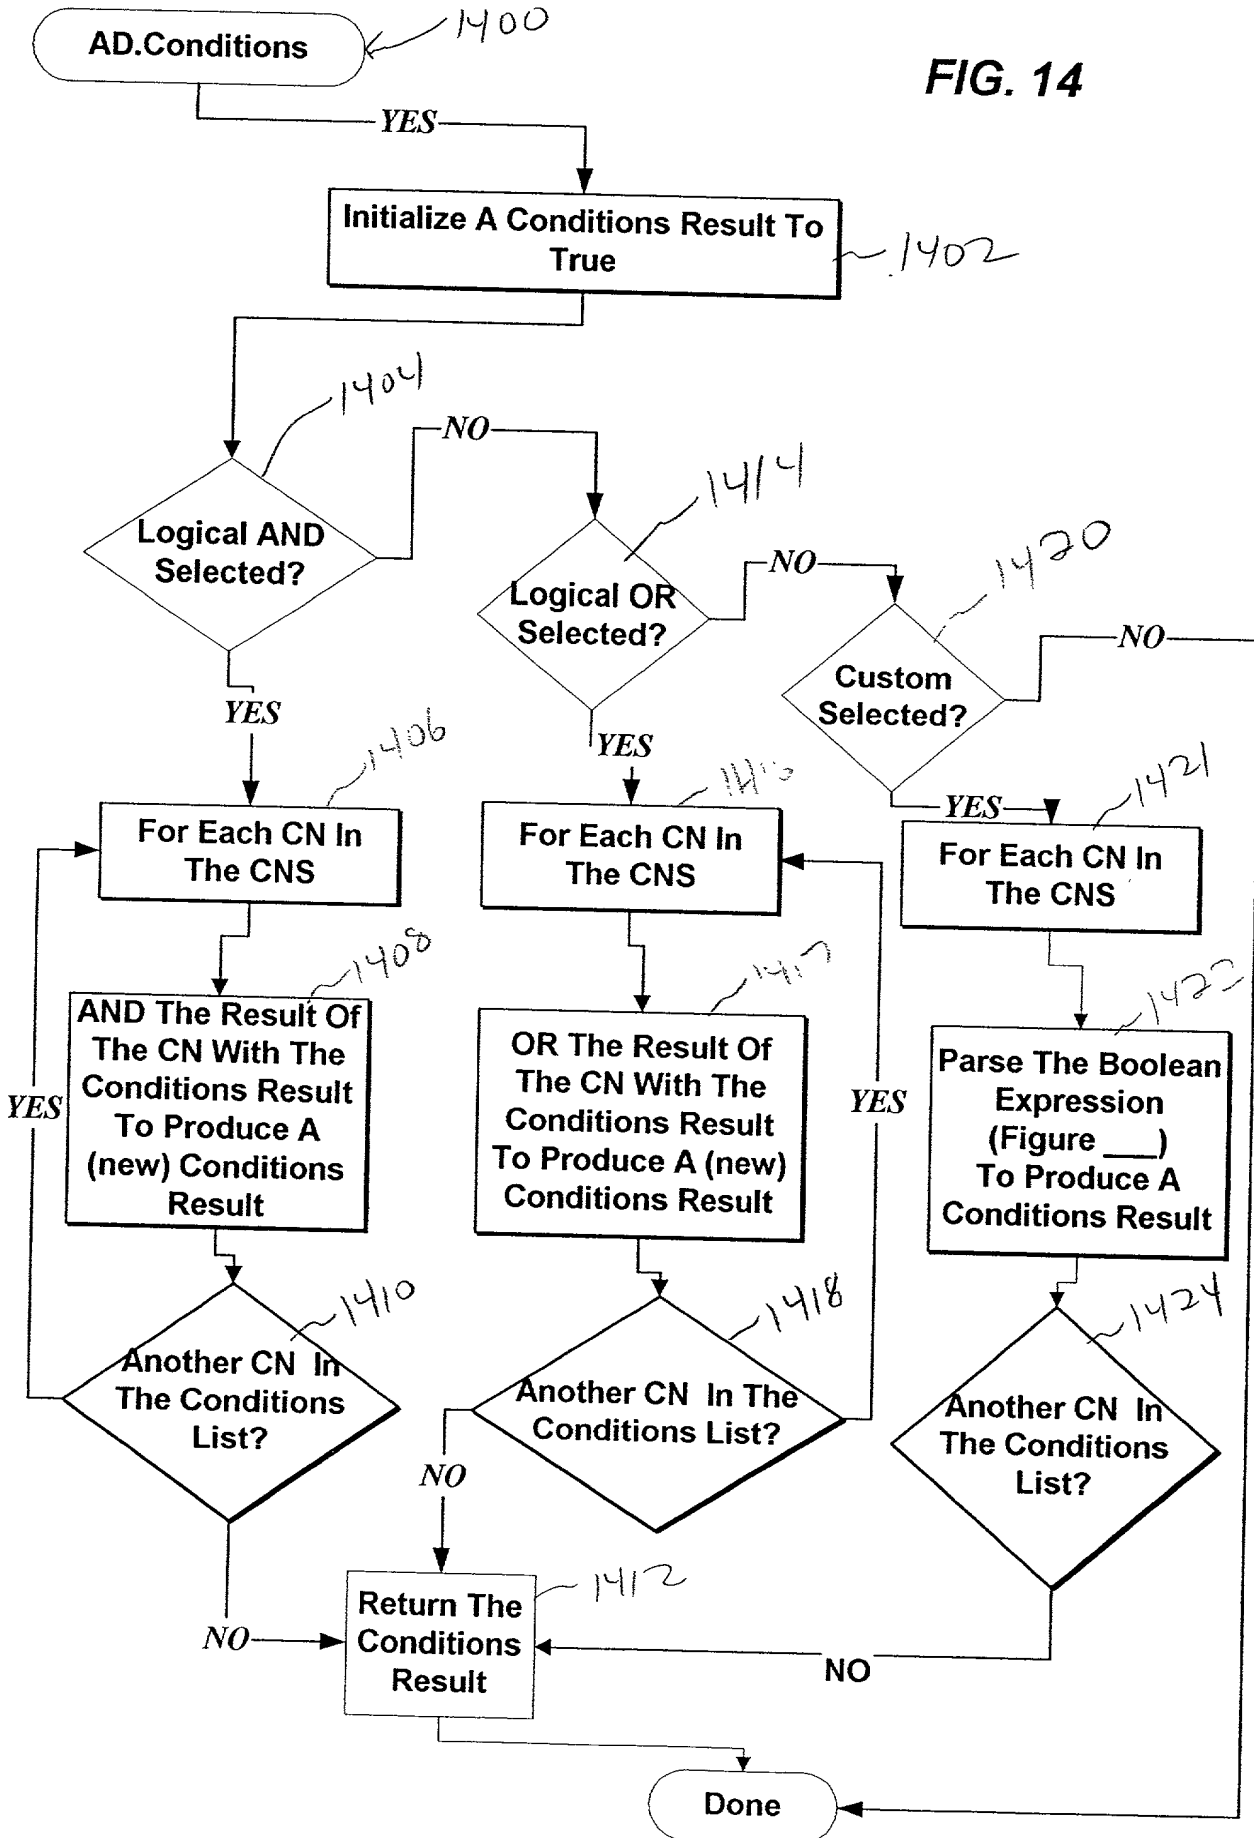 AD.Conditions
1400
FIG. 14
YES
Initialize A Conditions Result To
True
1402
1404
NO
Logical AND
Selected?
1414
NO
Logical OR
Selected?
1420
NO
Custom
Selected?
YES
YES
YES
1406
1421
For Each CN In
The CNS
For Each CN In
The CNS
For Each CN In
The CNS
1408
AND The Result Of
The CN With The
Conditions Result
To Produce A
(new) Conditions
Result
OR The Result Of
The CN With The
Conditions Result
To Produce A (new)
Conditions Result
Parse The Boolean
Expression
(Figure ___)
To Produce A
Conditions Result
YES
YES
1410
1418
1424
Another CN In
The Conditions
List?
Another CN In The
Conditions List?
Another CN In
The Conditions
List?
NO
NO
NO
1412
Return The
Conditions
Result
Done